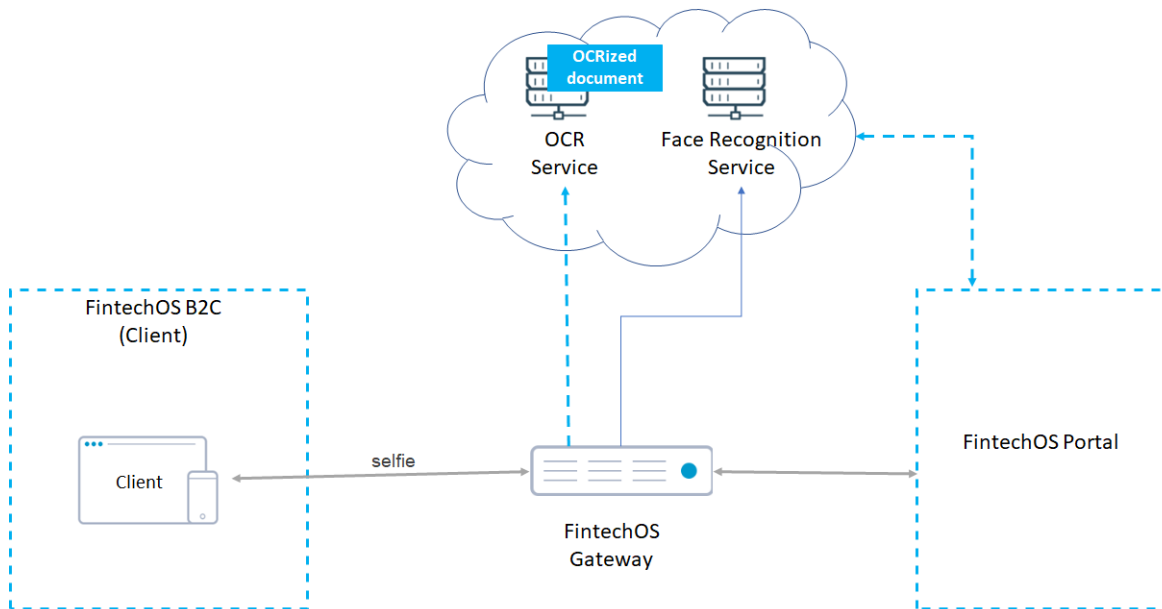 OCRized
document
OCR
Service
Face Recognition
Service
FintechOS B2C
(Client)
Client
selfie
FintechOS
Gateway
FintechOS Portal